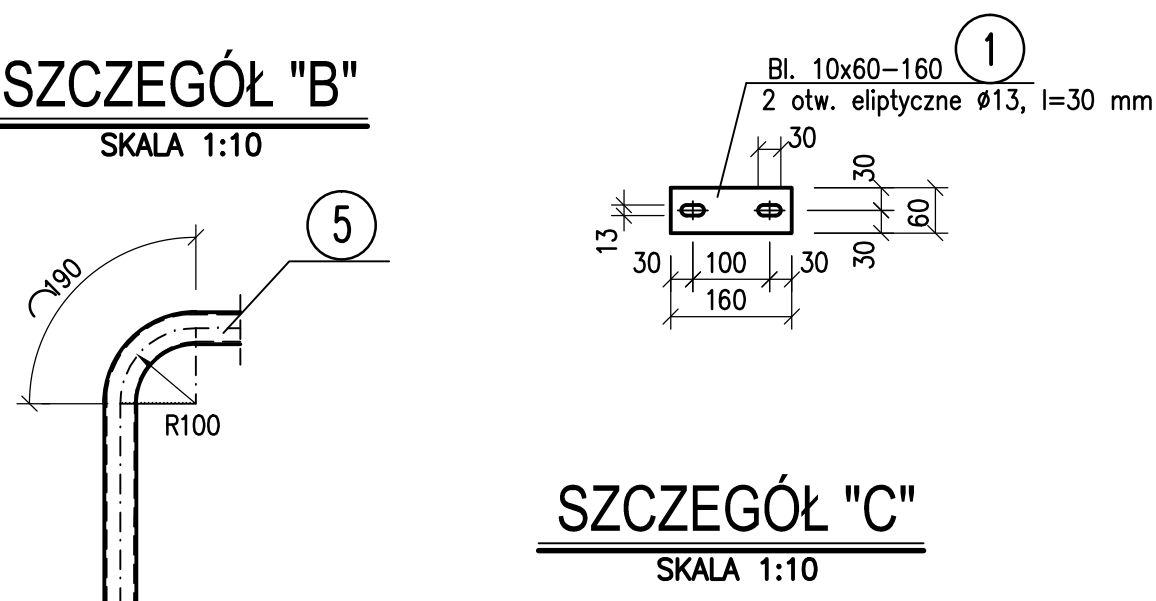 SZCZEGÓŁ "B"
SKALA 1:10
5
190
R100
1
Bl. 10x60-160
2 otw. eliptyczne ø13, l=30 mm
30
13
30
60
30
30 100 30
160
SZCZEGÓŁ "C"
SKALA 1:10